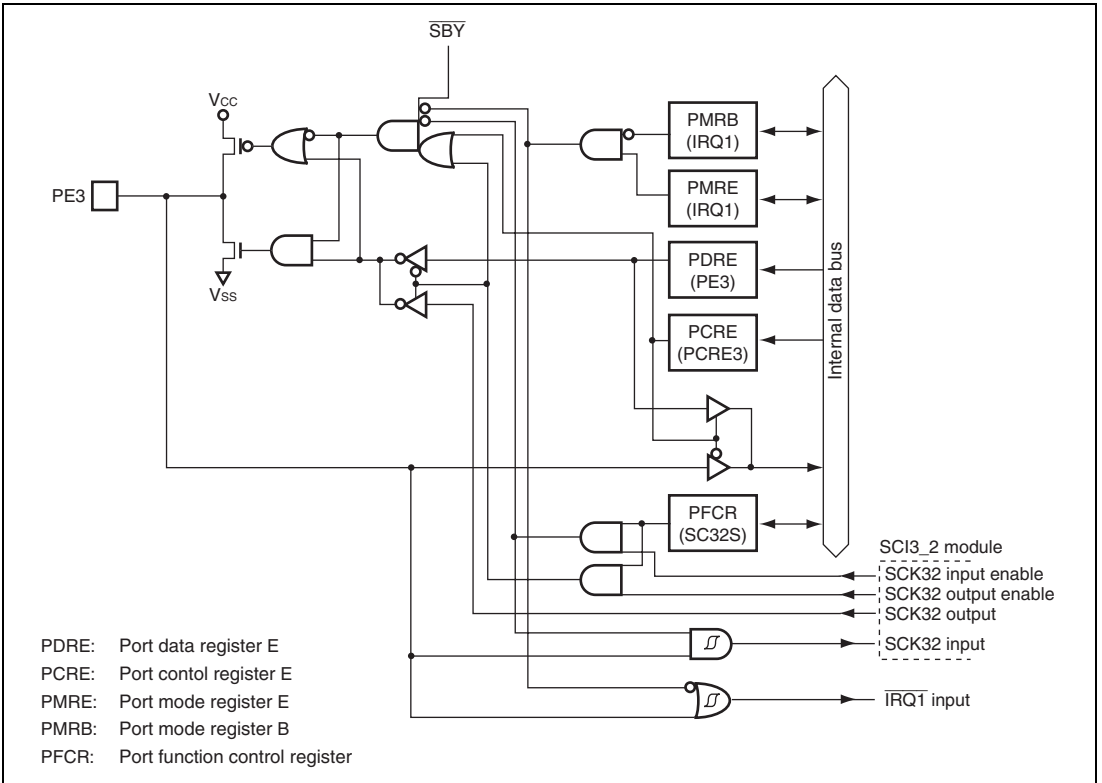 SBY
VCC
PMRB
(IRQ1)
PMRE
(IRQ1)
PE3
PDRE
(PE3)
VSS
PCRE
(PCRE3)
Internal data bus
PFCR
(SC32S)
SCI3_2 module
SCK32 input enable
SCK32 output enable
SCK32 output
SCK32 input
IRQ1 input
PDRE: Port data register E
PCRE: Port contol register E
PMRE: Port mode register E
PMRB: Port mode register B
PFCR: Port function control register